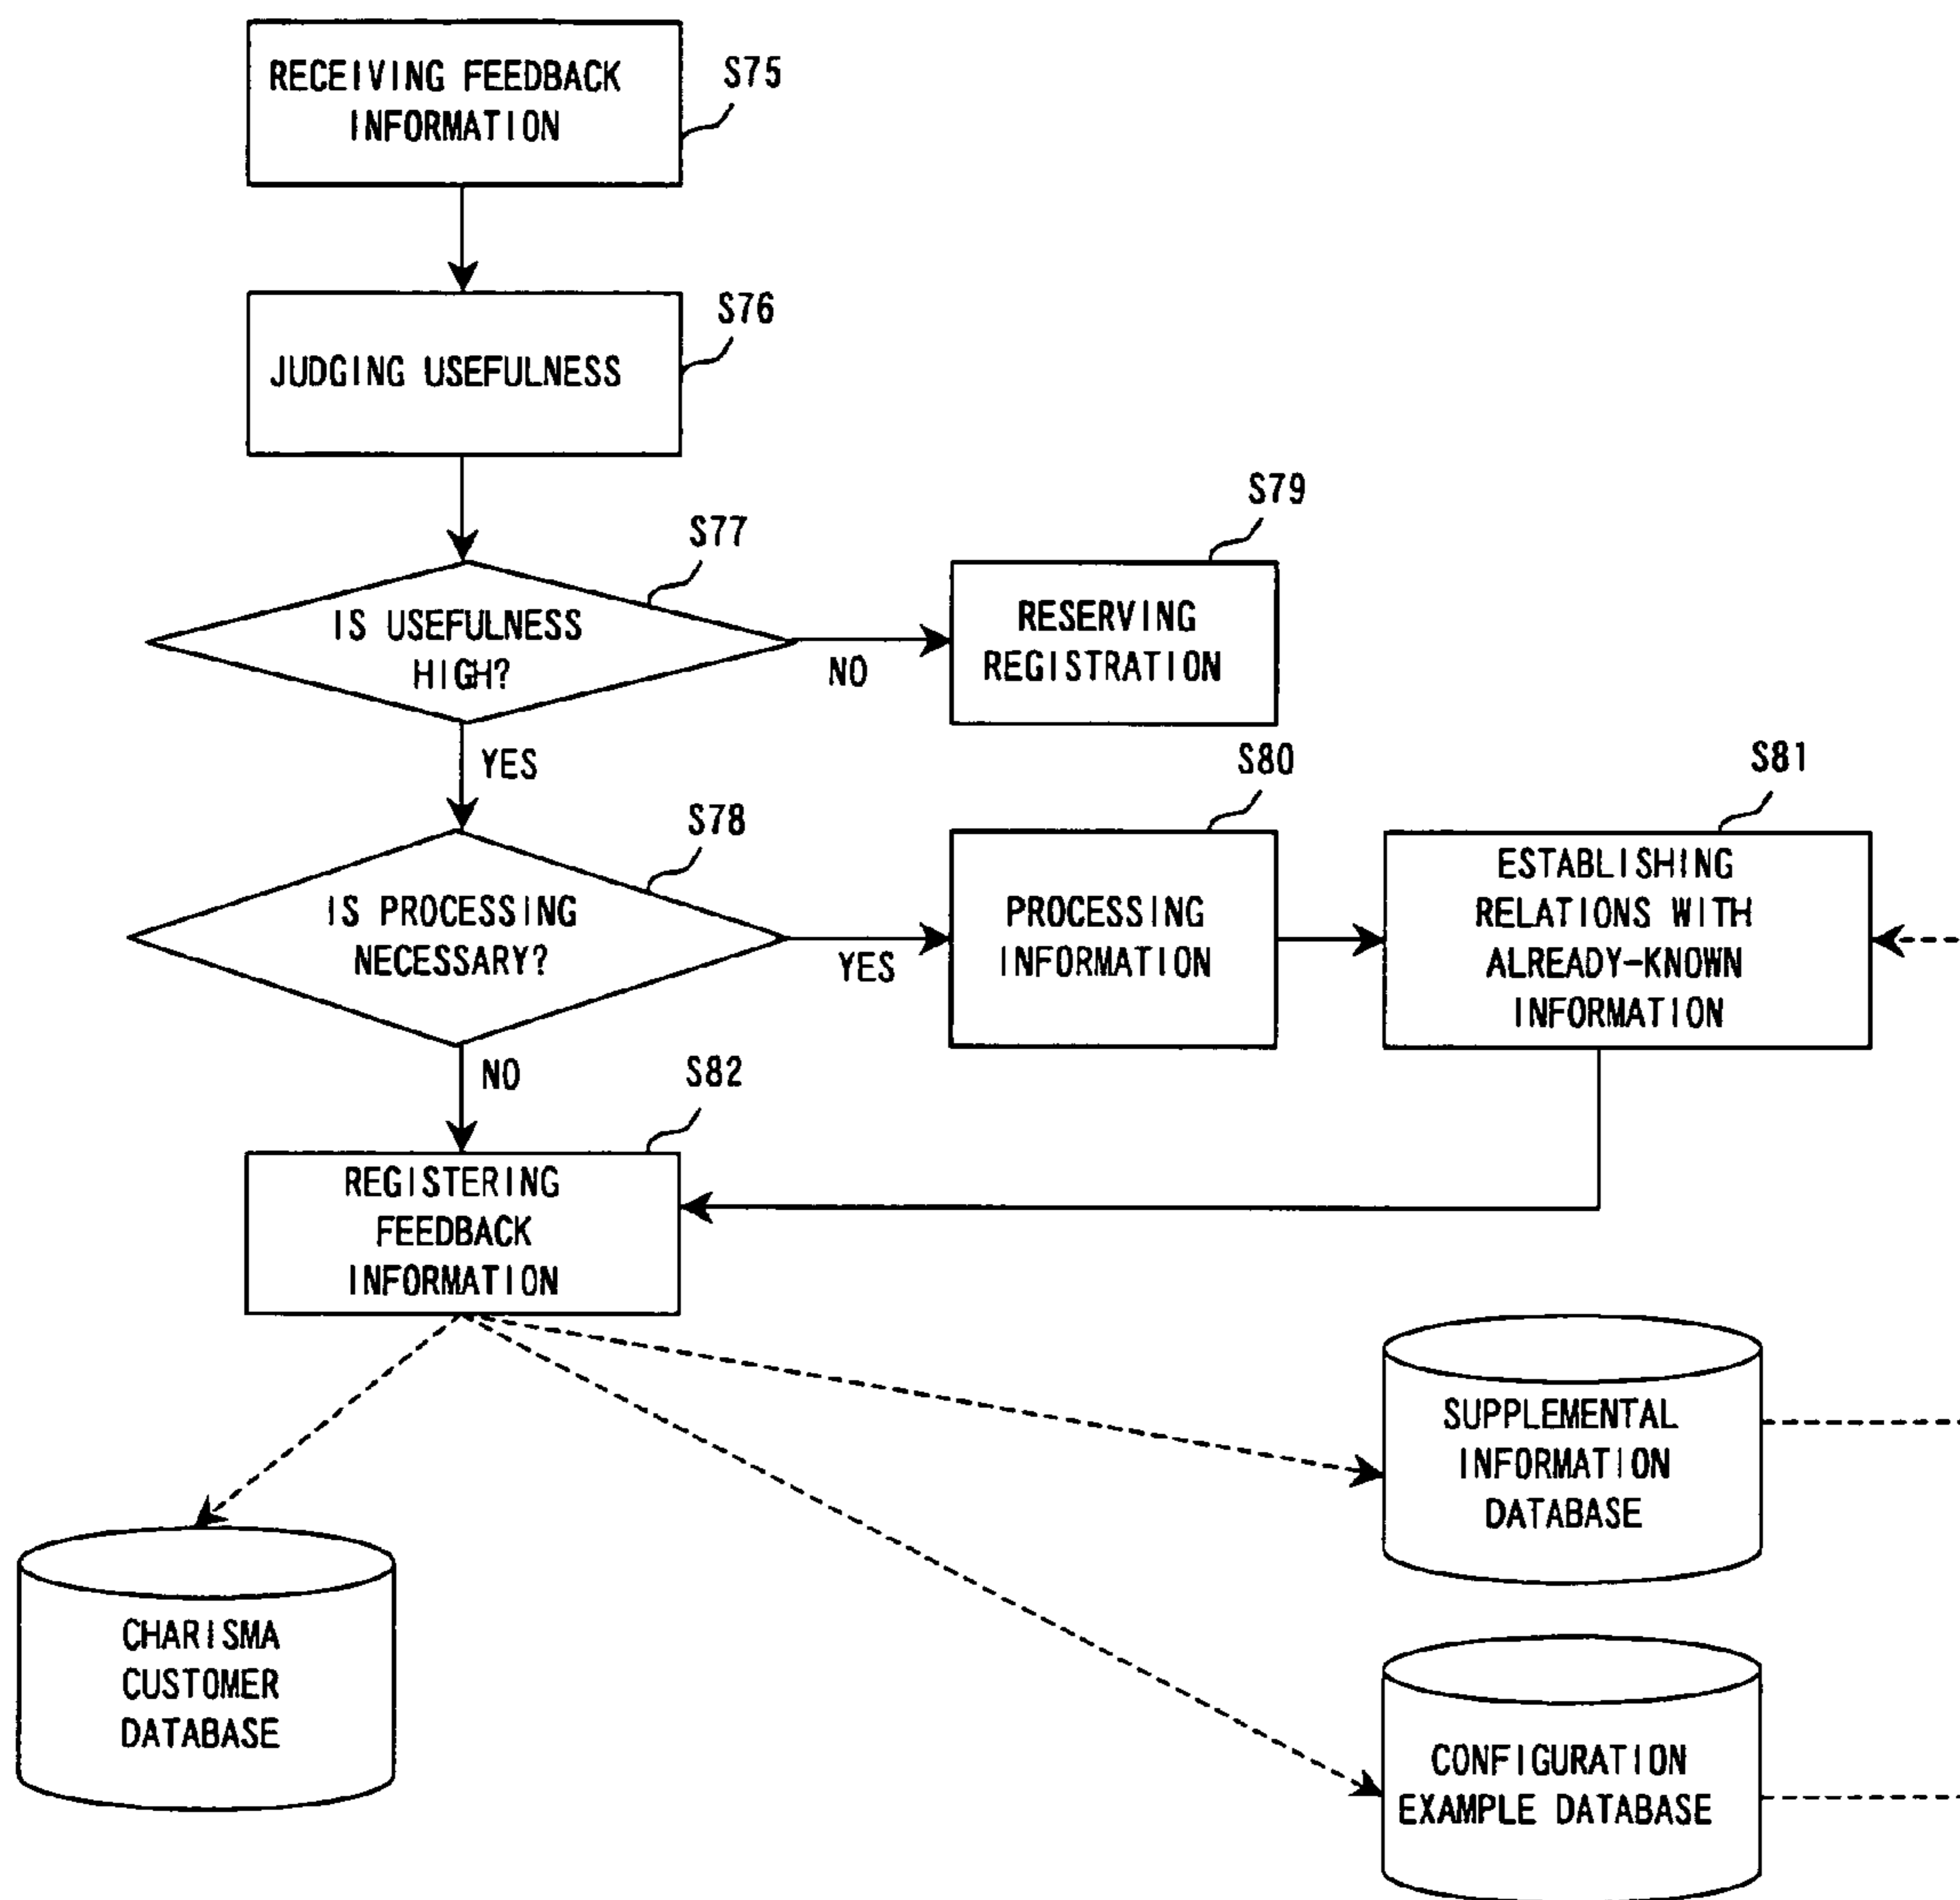 RECEIVING FEEDBACK
INFORMATION
S75
JUDGING USEFULNESS
S76
IS USEFULNESS
HIGH?
S77
NO
RESERVING
REGISTRATION
S79
YES
IS PROCESSING
NECESSARY?
S78
YES
PROCESSING
INFORMATION
S80
ESTABLISHING
RELATIONS WITH
ALREADY-KNOWN
INFORMATION
S81
NO
REGISTERING
FEEDBACK
INFORMATION
S82
SUPPLEMENTAL
INFORMATION
DATABASE
CHARISMA
CUSTOMER
DATABASE
CONFIGURATION
EXAMPLE DATABASE